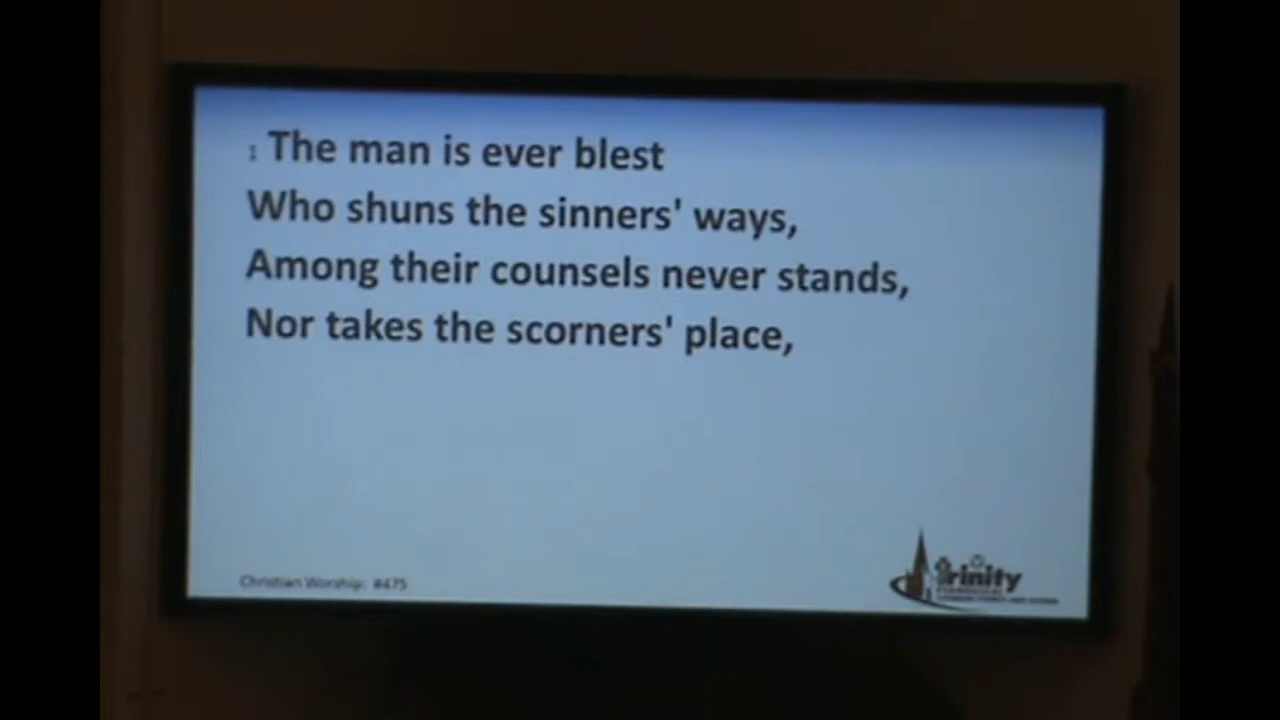 1 The man is ever blest
Who shuns the sinners' ways,
Among their counsels never stands,
Nor takes the scorners' place,
Christian Worship: #475
Trinity
EVANGELICAL